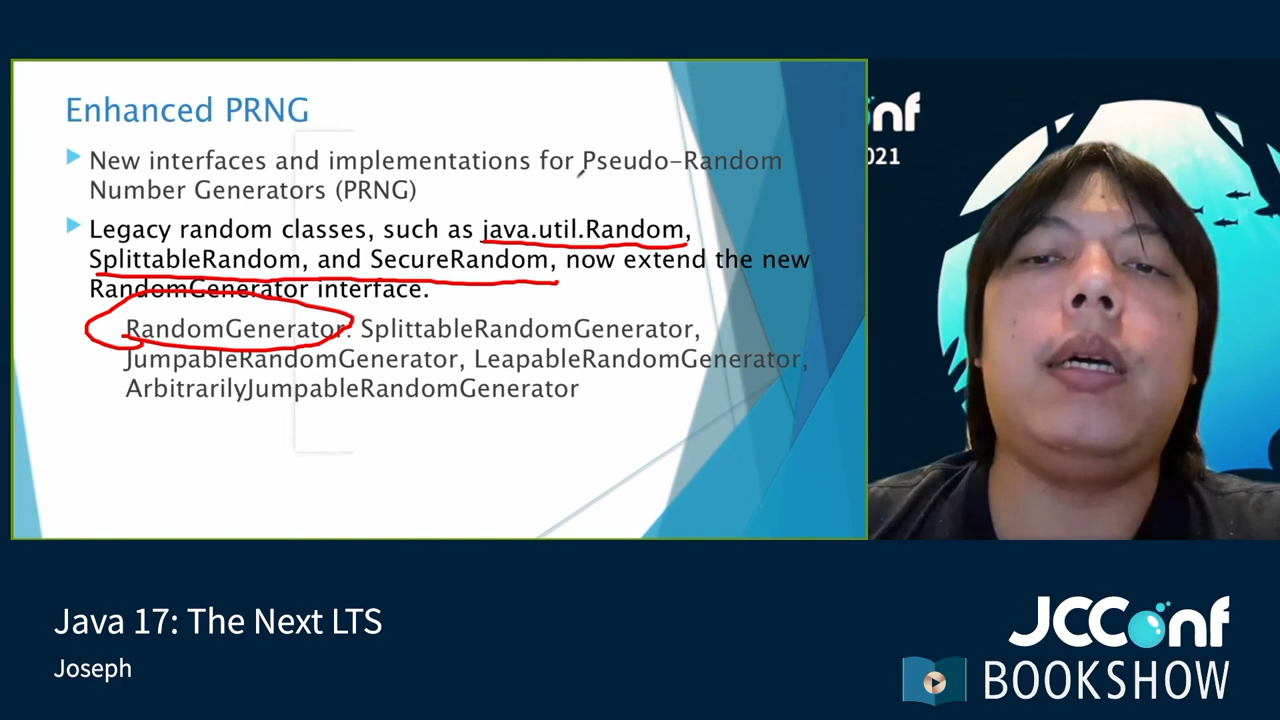 Enhanced PRNG
New interfaces and implementations for Pseudo-Random
Number Generators (PRNG)
Legacy random classes, such as java.util.Random,
SplittableRandom, and SecureRandom, now extend the new
RandomGenerator interface.
RandomGenerator: SplittableRandomGenerator,
JumpableRandomGenerator, LeapableRandomGenerator,
ArbitrarilyJumpableRandomGenerator
onf
021
Java 17: The Next LTS
Joseph
JCConf
BOOKSHOW